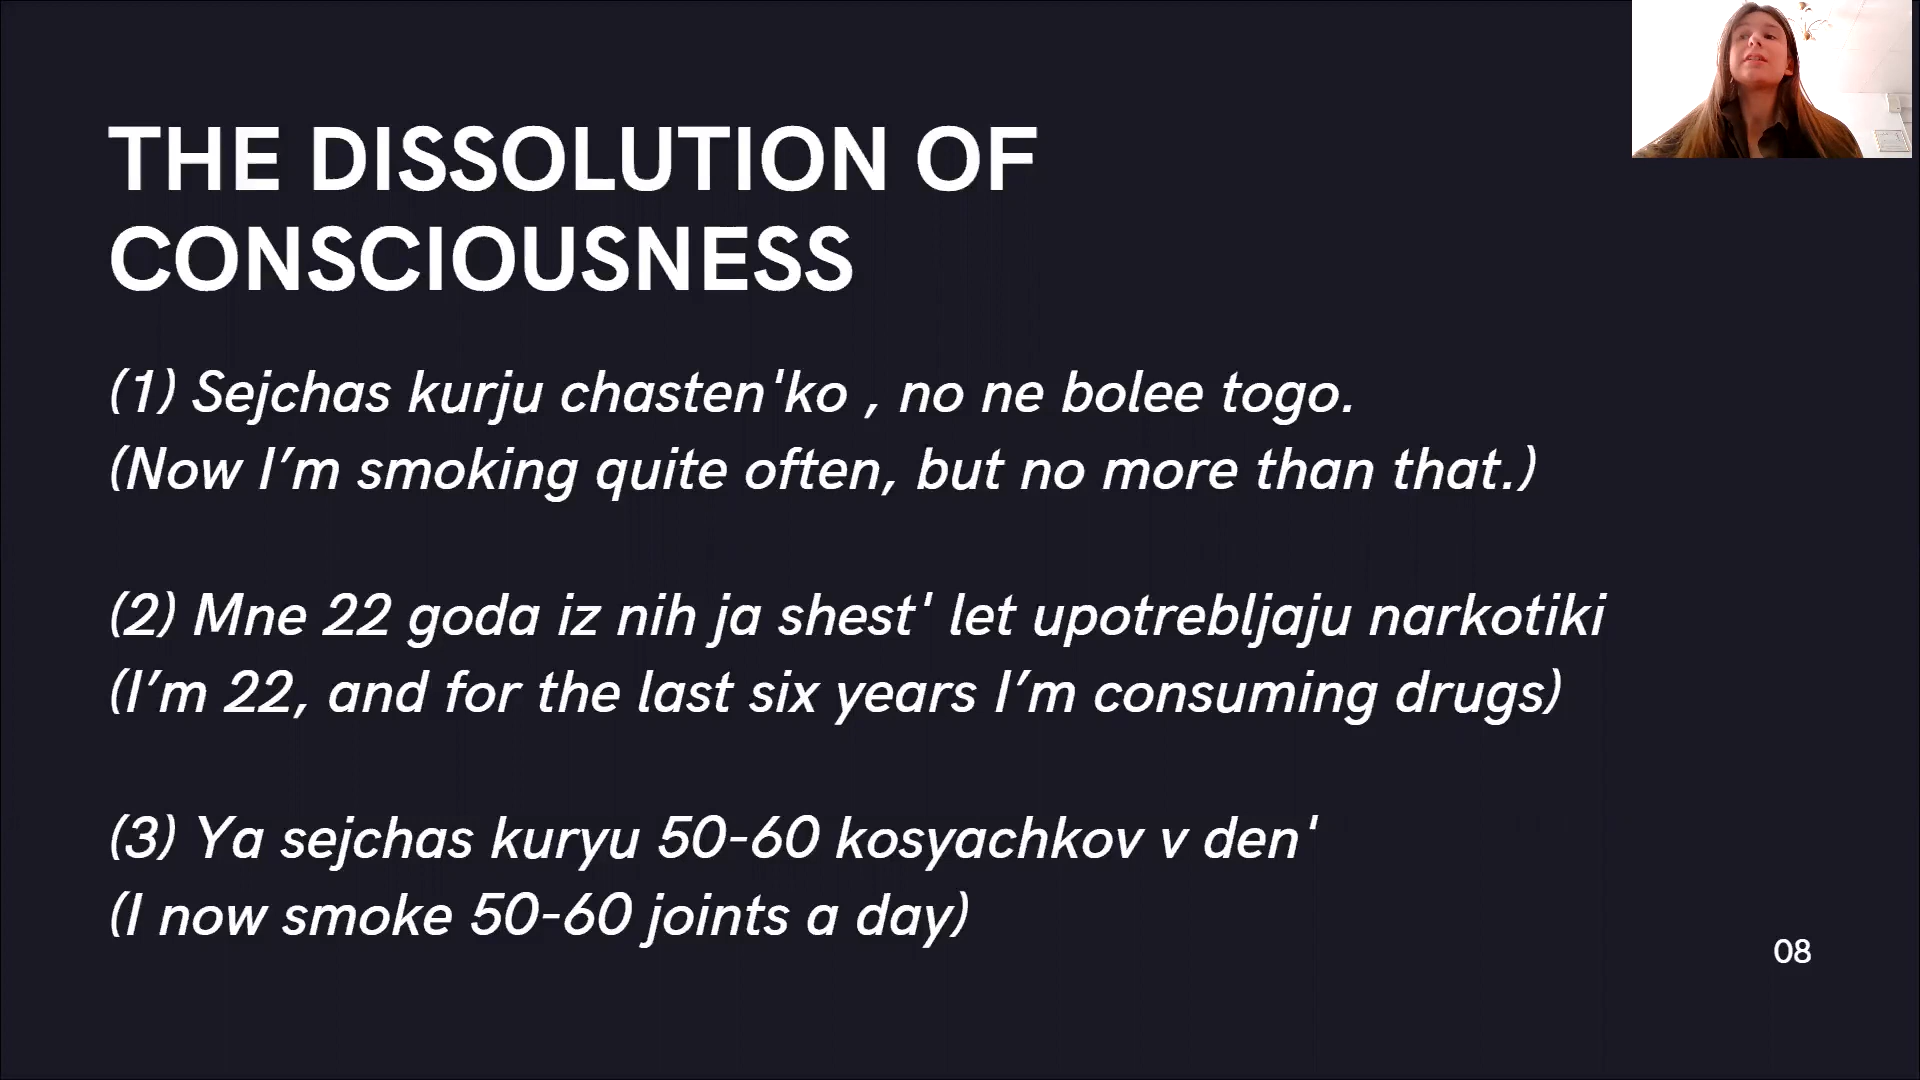 THE DISSOLUTION OF
CONSCIOUSNESS
(1) Sejchas kurju chasten'ko , no ne bolee togo.
(Now I’m smoking quite often, but no more than that.)
(2) Mne 22 goda iz nih ja shest' let upotrebljaju narkotiki
(I’m 22, and for the last six years I’m consuming drugs)
(3) Ya sejchas kuryu 50-60 kosyachkov v den'
(I now smoke 50-60 joints a day)
08